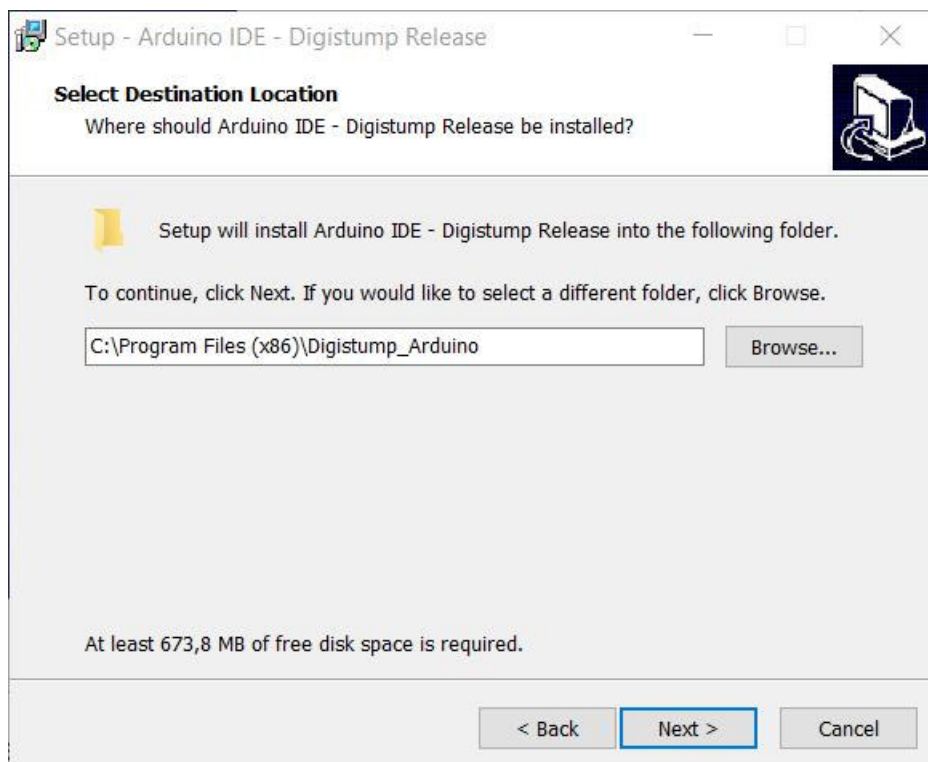 Setup - Arduino IDE - Digistump Release
Select Destination Location
Where should Arduino IDE - Digistump Release be installed?
Setup will install Arduino IDE - Digistump Release into the following folder.
To continue, click Next. If you would like to select a different folder, click Browse.
C:\Program Files (x86)\Digistump_Arduino
Browse...
At least 673,8 MB of free disk space is required.
< Back
Next >
Cancel